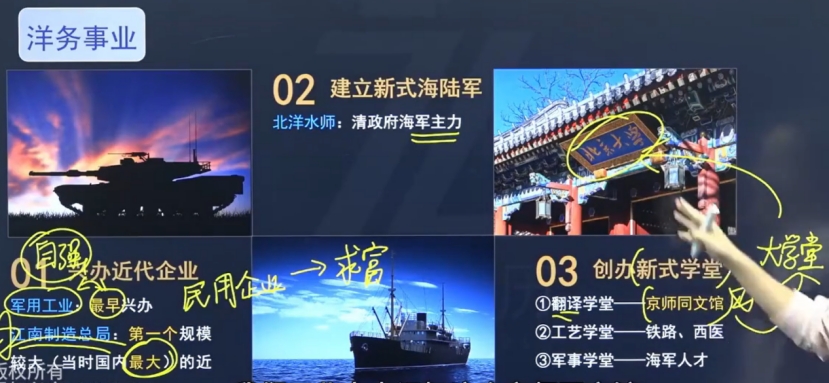 洋务事业
02 建立新式海陆军
北洋水师：清政府海军主力
北京大学
自强
01 兴办近代企业
军用工业：最早兴办
江南制造总局：第一个规模
较大（当时国内最大）的近
版权所有
民用企业→求富
03 创办新式学堂
①翻译学堂——京师同文馆
②工艺学堂——铁路、西医
③军事学堂——海军人才
大学堂